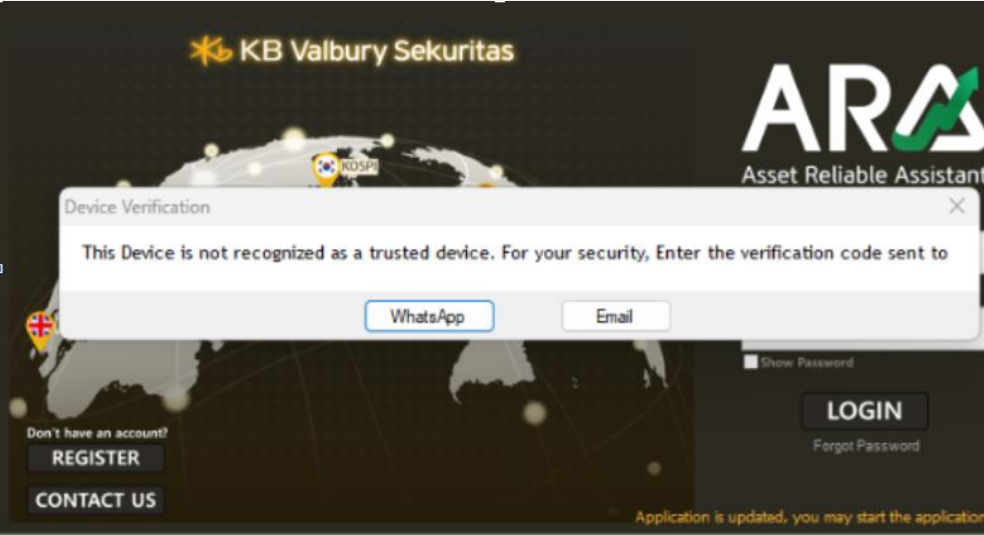 KB Valbury Sekuritas
ARA
Asset Reliable Assistant
KOSPI
Device Verification
This Device is not recognized as a trusted device. For your security, Enter the verification code sent to
WhatsApp
Email
Show Password
LOGIN
Forgot Password
Don't have an account?
REGISTER
CONTACT US
Application is updated, you may start the application